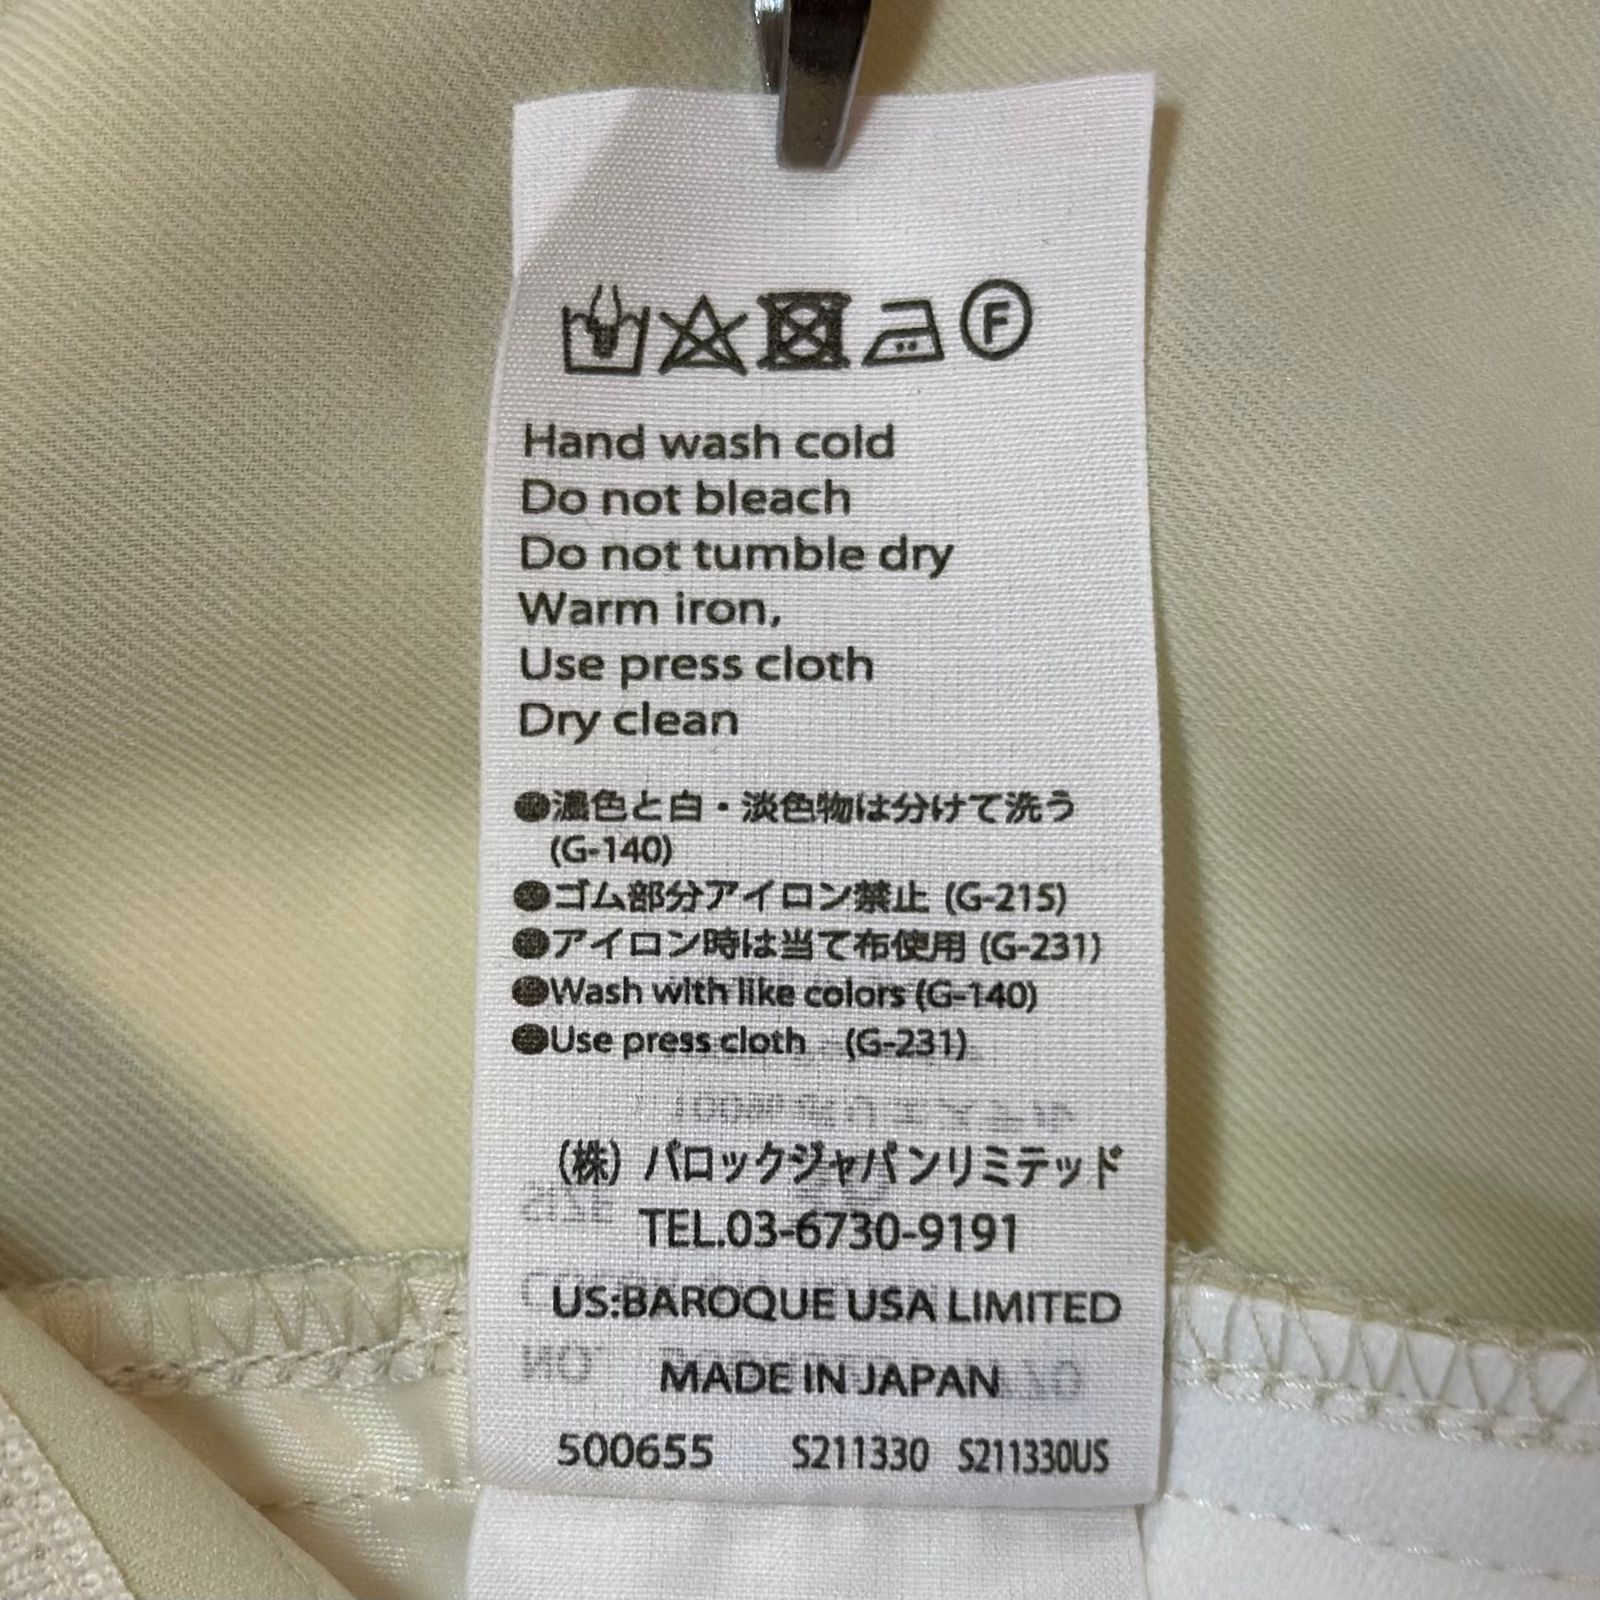 F
Hand wash cold
Do not bleach
Do not tumble dry
Warm iron,
Use press cloth
Dry clean
●濃色と白・淡色物は分けて洗う
(G-140)
●ゴム部分アイロン禁止 (G-215)
●アイロン時は当て布使用 (G-231)
●Wash with like colors (G-140)
●Use press cloth (G-231)
(株) バロックジャパンリミテッド
TEL.03-6730-9191
US:BAROQUE USA LIMITED
MADE IN JAPAN
500655 S211330 S211330US